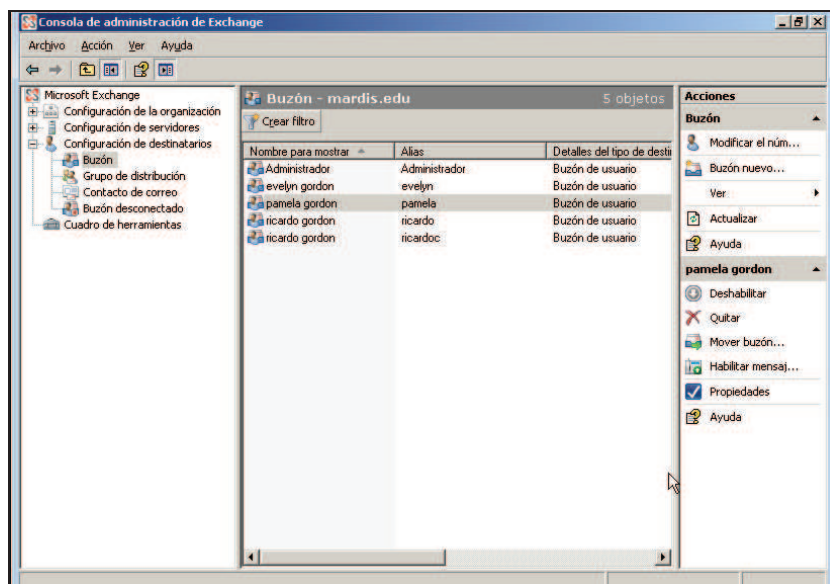 Consola de administración de Exchange
Archivo Acción Ver Ayuda
Microsoft Exchange
Configuración de la organización
Configuración de servidores
Configuración de destinatarios
Buzón
Grupo de distribución
Contacto de correo
Buzón desconectado
Cuadro de herramientas
Buzón - mardis.edu 5 objetos
Crear filtro
Nombre para mostrar Alias Detalles del tipo de desti
Administrador Administrador Buzón de usuario
evelyn gordon evelyn Buzón de usuario
pamela gordon pamela Buzón de usuario
ricardo gordon ricardo Buzón de usuario
ricardo gordon ricardoc Buzón de usuario
Acciones
Buzón
Modificar el núm...
Buzón nuevo...
Ver
Actualizar
Ayuda
pamela gordon
Deshabilitar
Quitar
Mover buzón...
Habilitar mensaj...
Propiedades
Ayuda